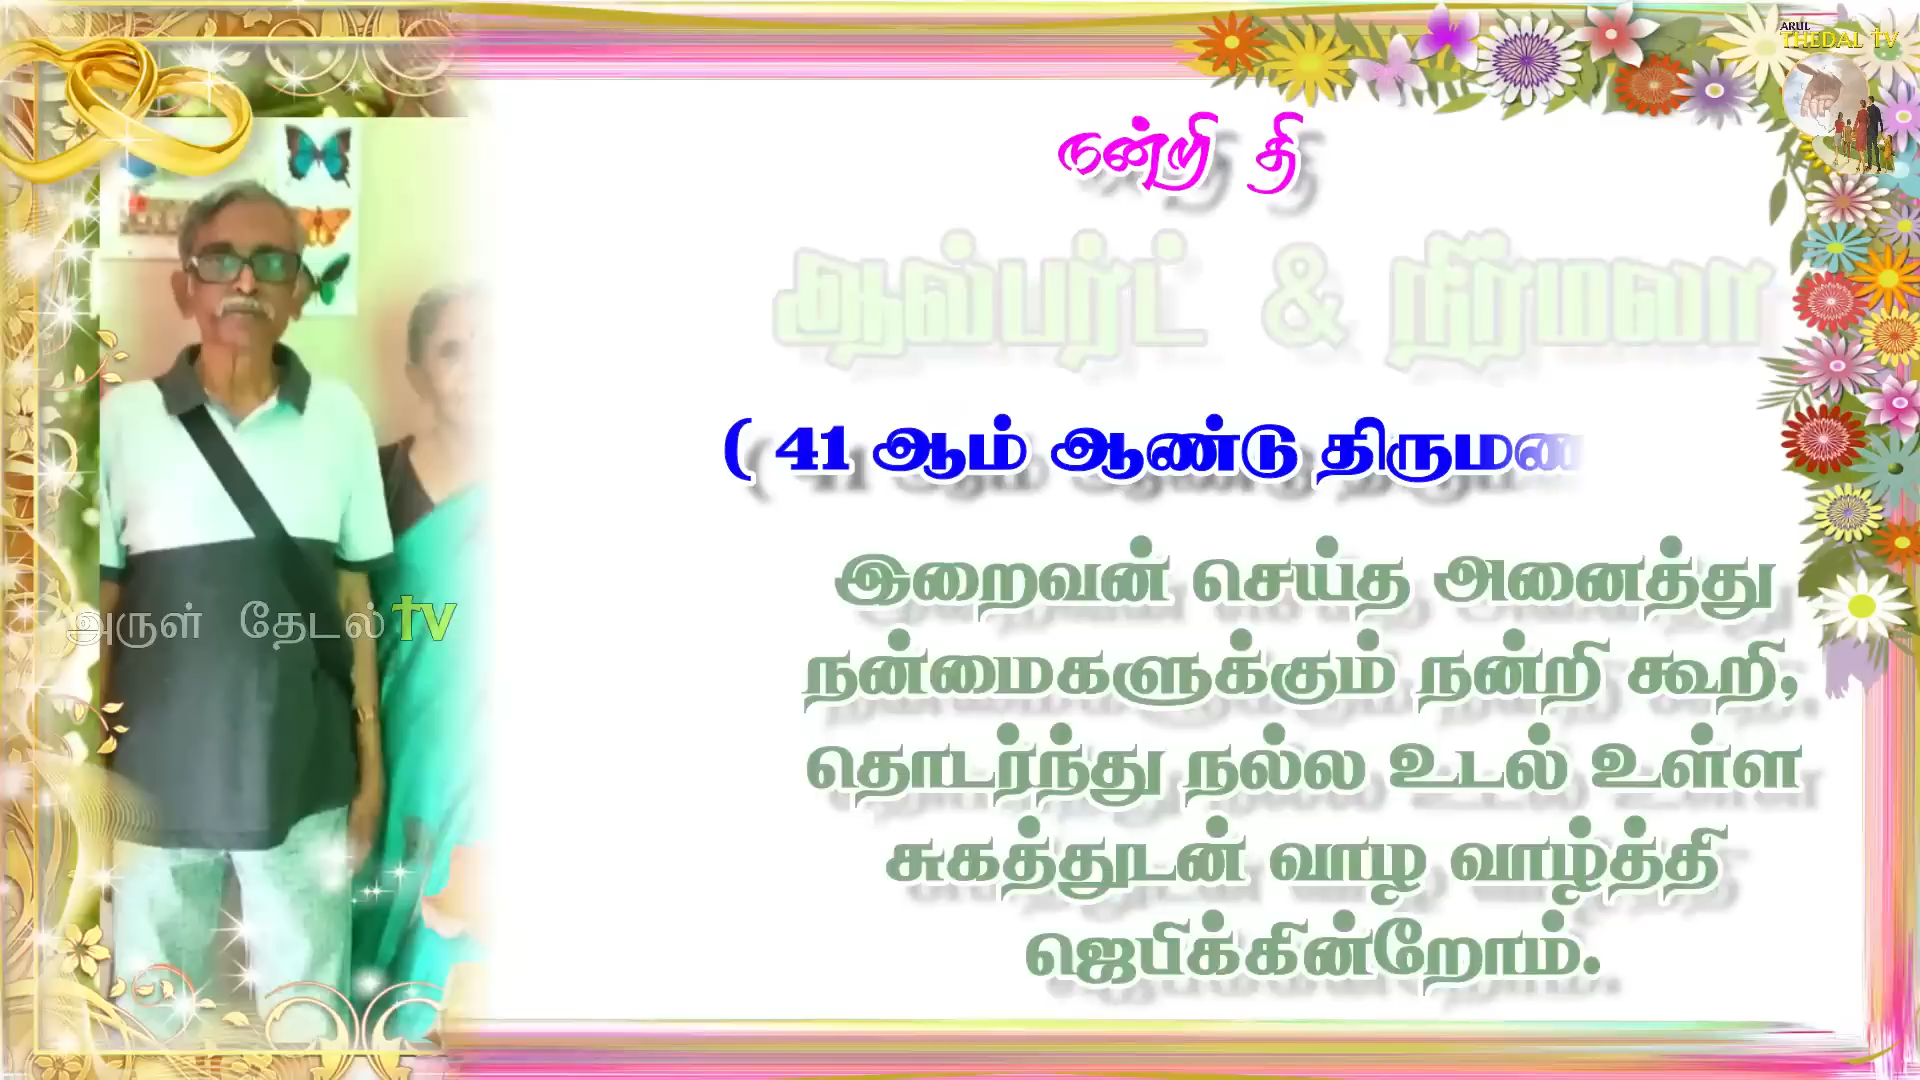 ARUL
THEDAL TV
நன்றி தி
ஆல்பர்ட் & நிர்மலா
( 41 ஆம் ஆண்டு திருமண
இறைவன் செய்த அனைத்து
நன்மைகளுக்கும் நன்றி கூறி,
தொடர்ந்து நல்ல உடல் உள்ள
சுகத்துடன் வாழ வாழ்த்தி
ஜெபிக்கின்றோம்.
அருள் தேடல் TV